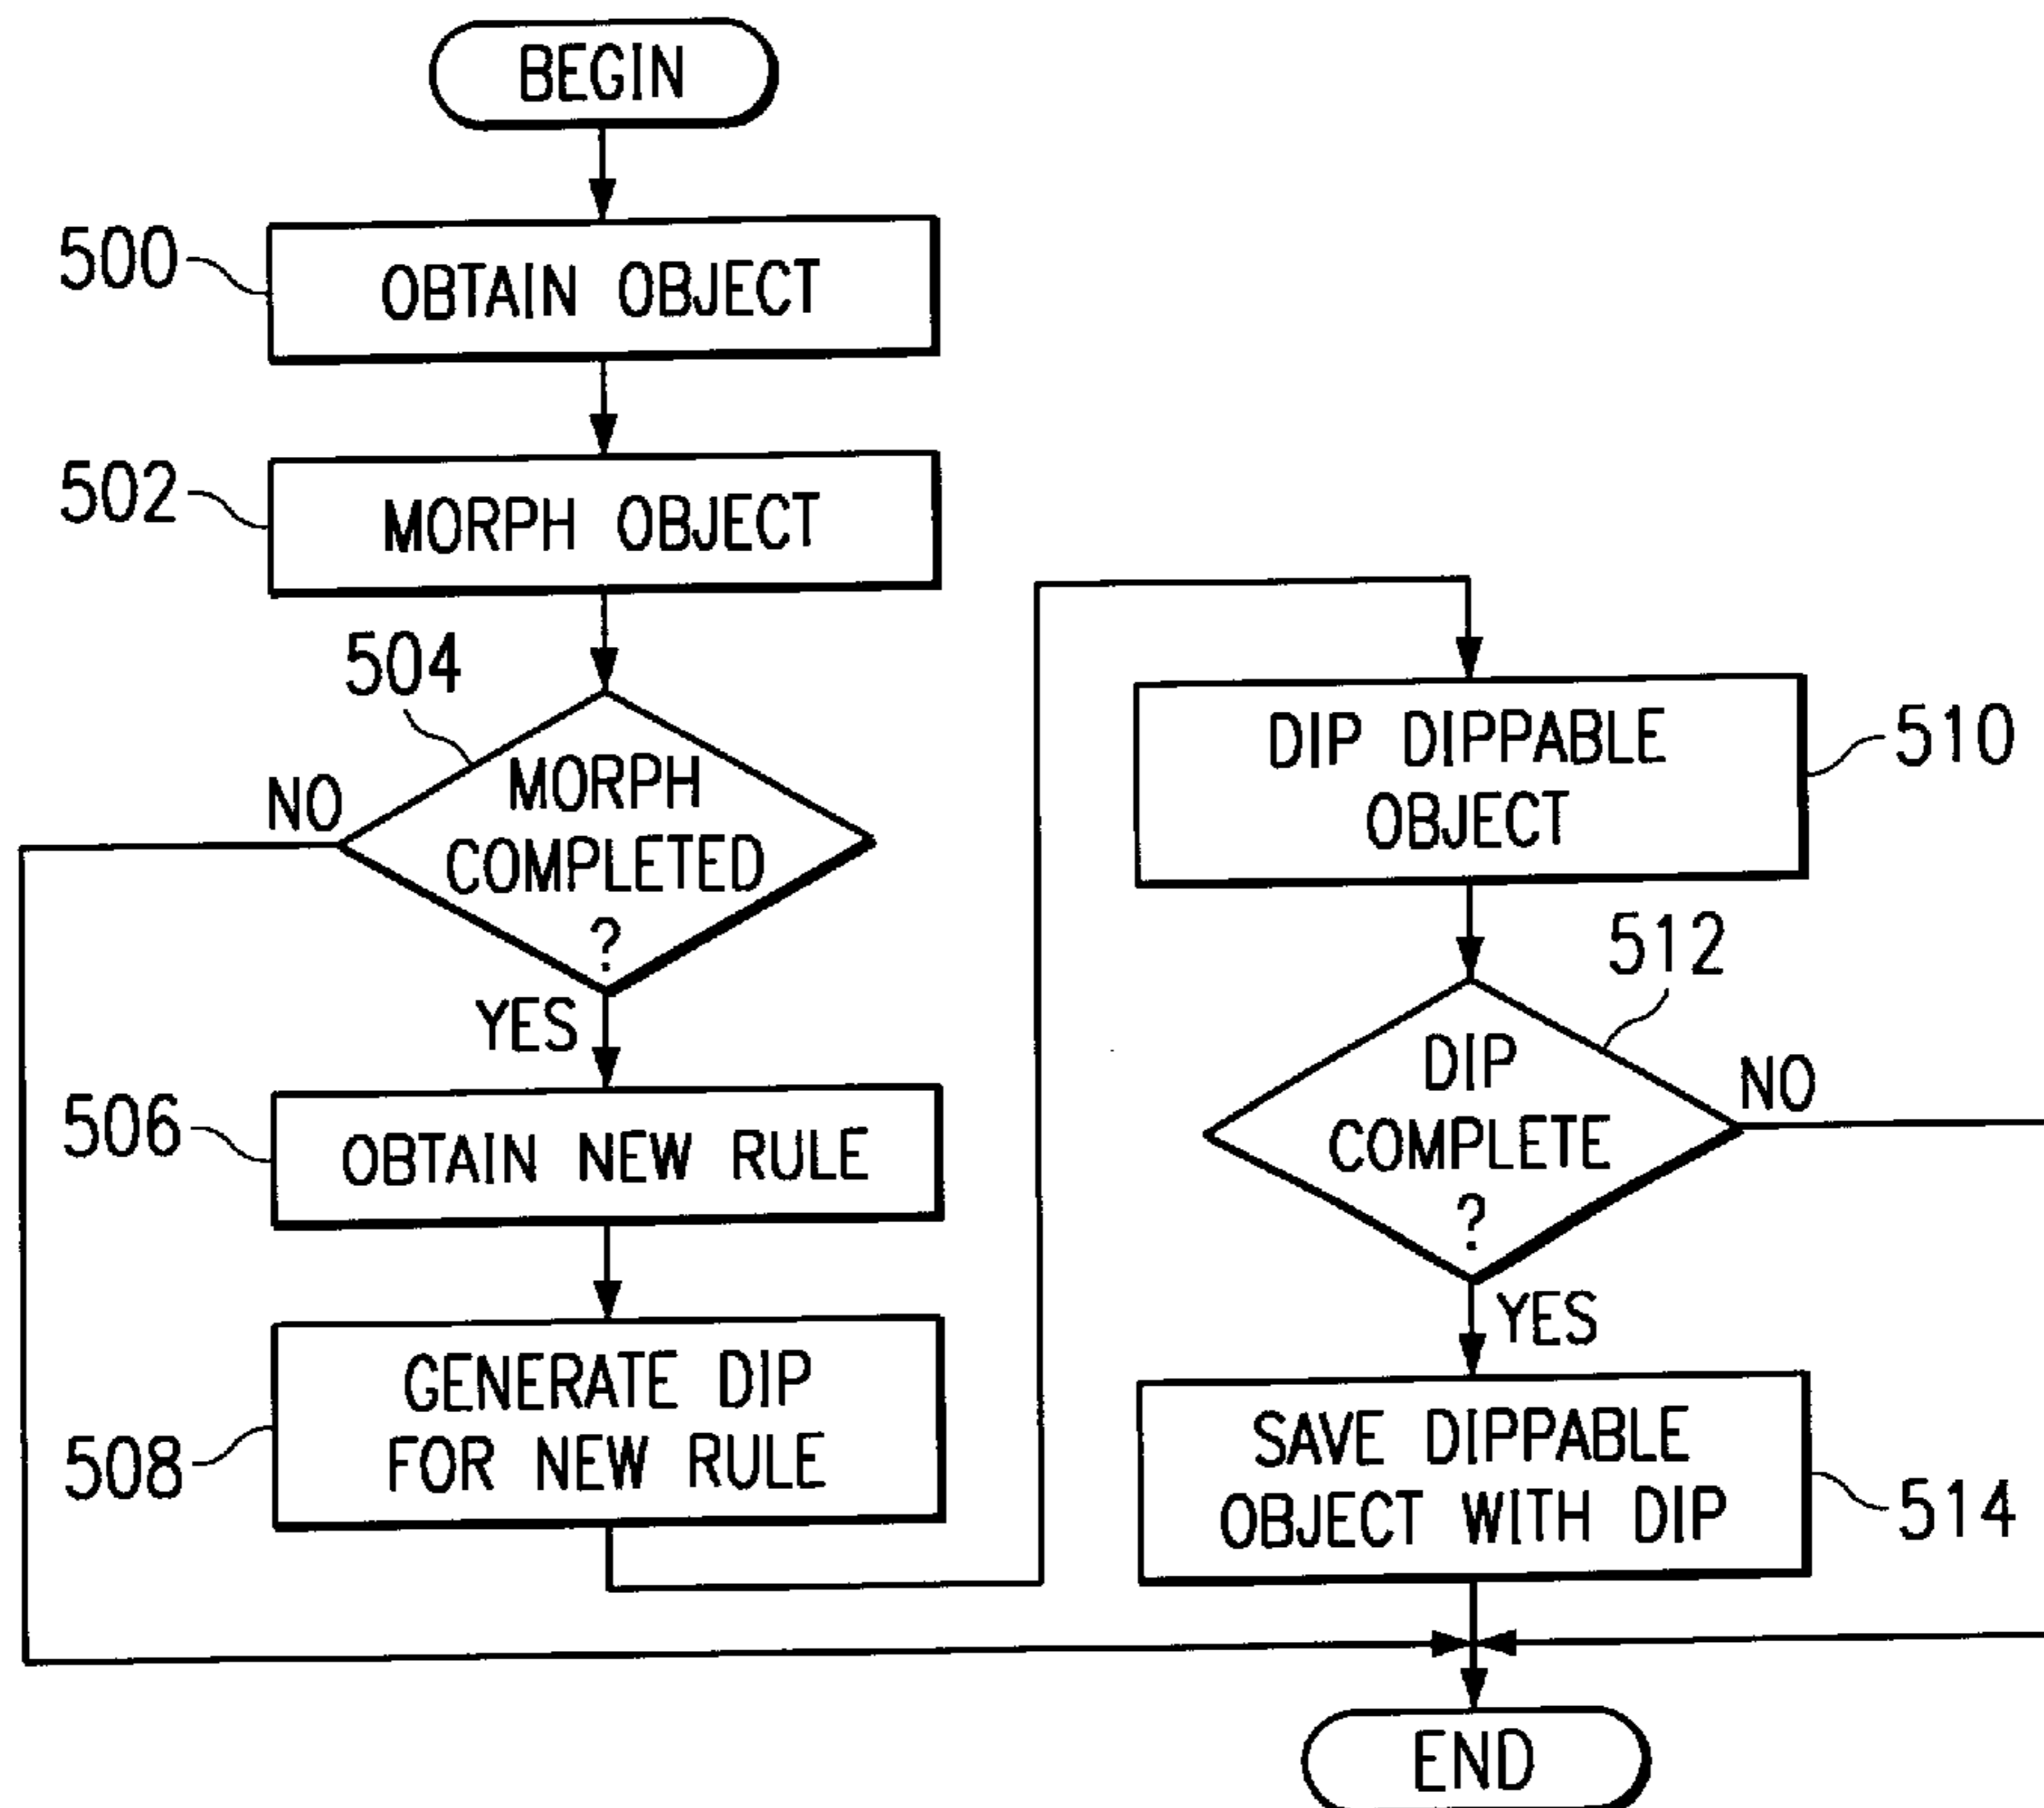 BEGIN
500
OBTAIN OBJECT
502
MORPH OBJECT
504
NO
MORPH
COMPLETED
?
YES
506
OBTAIN NEW RULE
508
GENERATE DIP
FOR NEW RULE
DIP DIPPABLE
OBJECT
510
512
DIP
COMPLETE
?
NO
YES
SAVE DIPPABLE
OBJECT WITH DIP
514
END